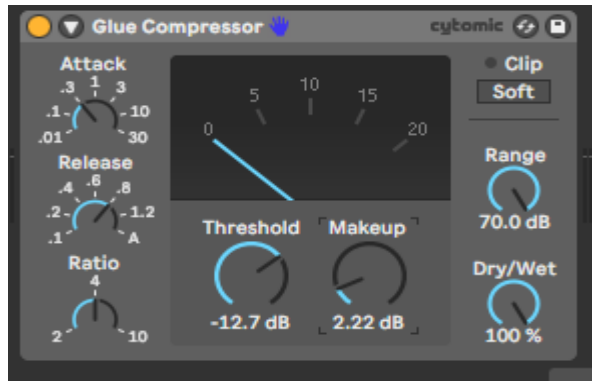 Glue Compressor cytomic
Attack
.01 .1 .3 1 3 10 30
Release
.1 .2 .4 .6 .8 1.2 A
Ratio
2 4 10
0 5 10 15 20
Threshold
-12.7 dB
Makeup
2.22 dB
Clip
Soft
Range
70.0 dB
Dry/Wet
100 %